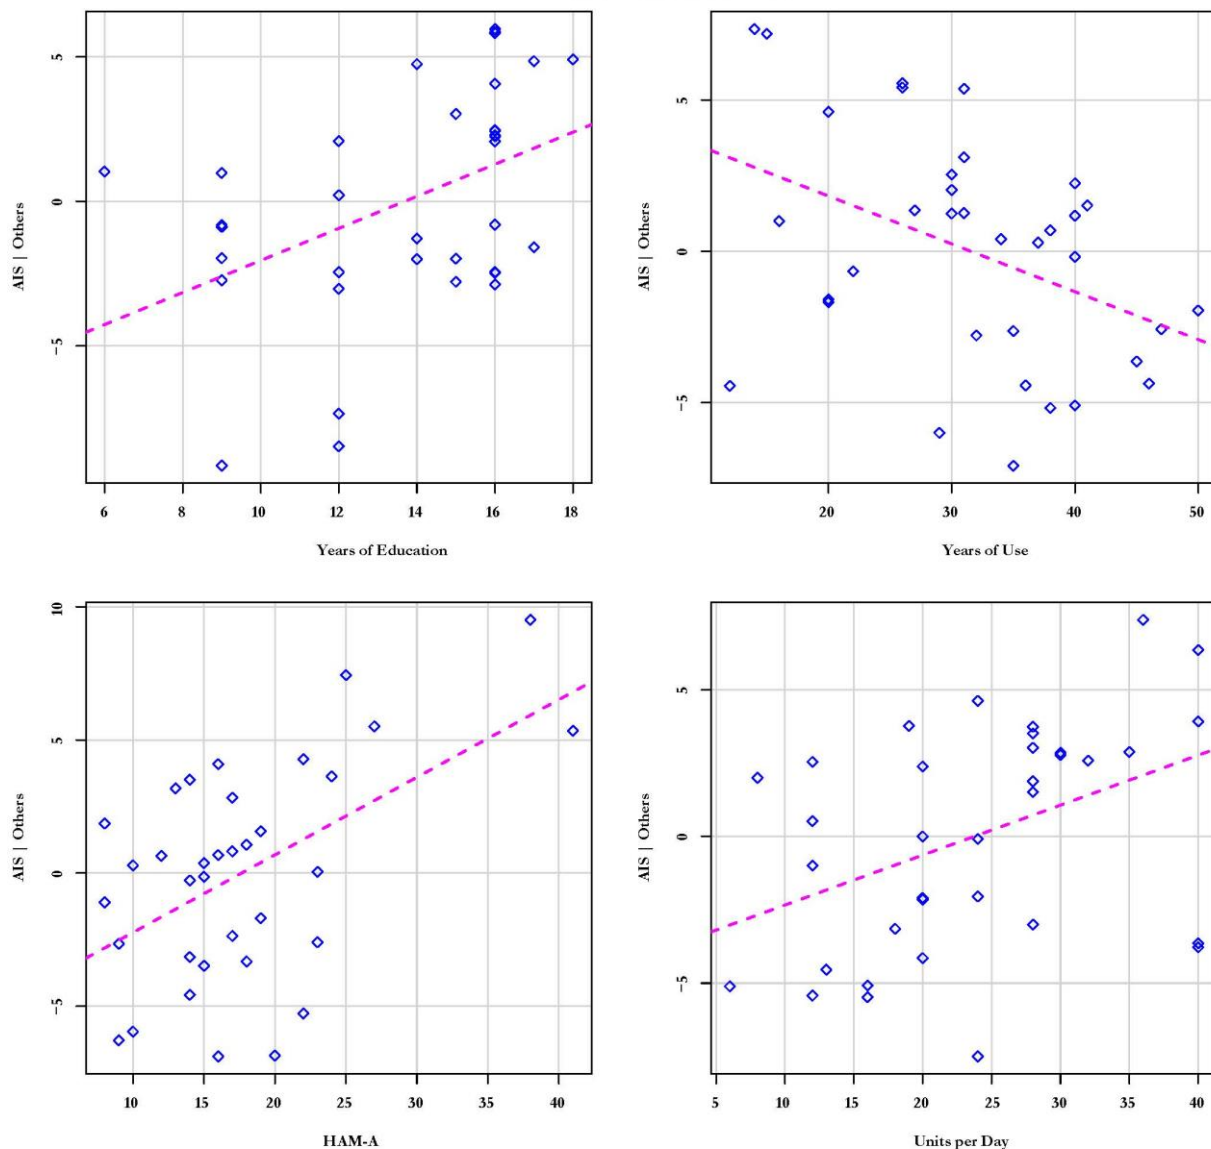 5
0
−5
AIS | Others
6 8 10 12 14 16 18
Years of Education
5
0
−5
AIS | Others
20 30 40 50
Years of Use
10
5
0
−5
AIS | Others
10 15 20 25 30 35 40
HAM-A
5
0
−5
AIS | Others
5 10 15 20 25 30 35 40
Units per Day